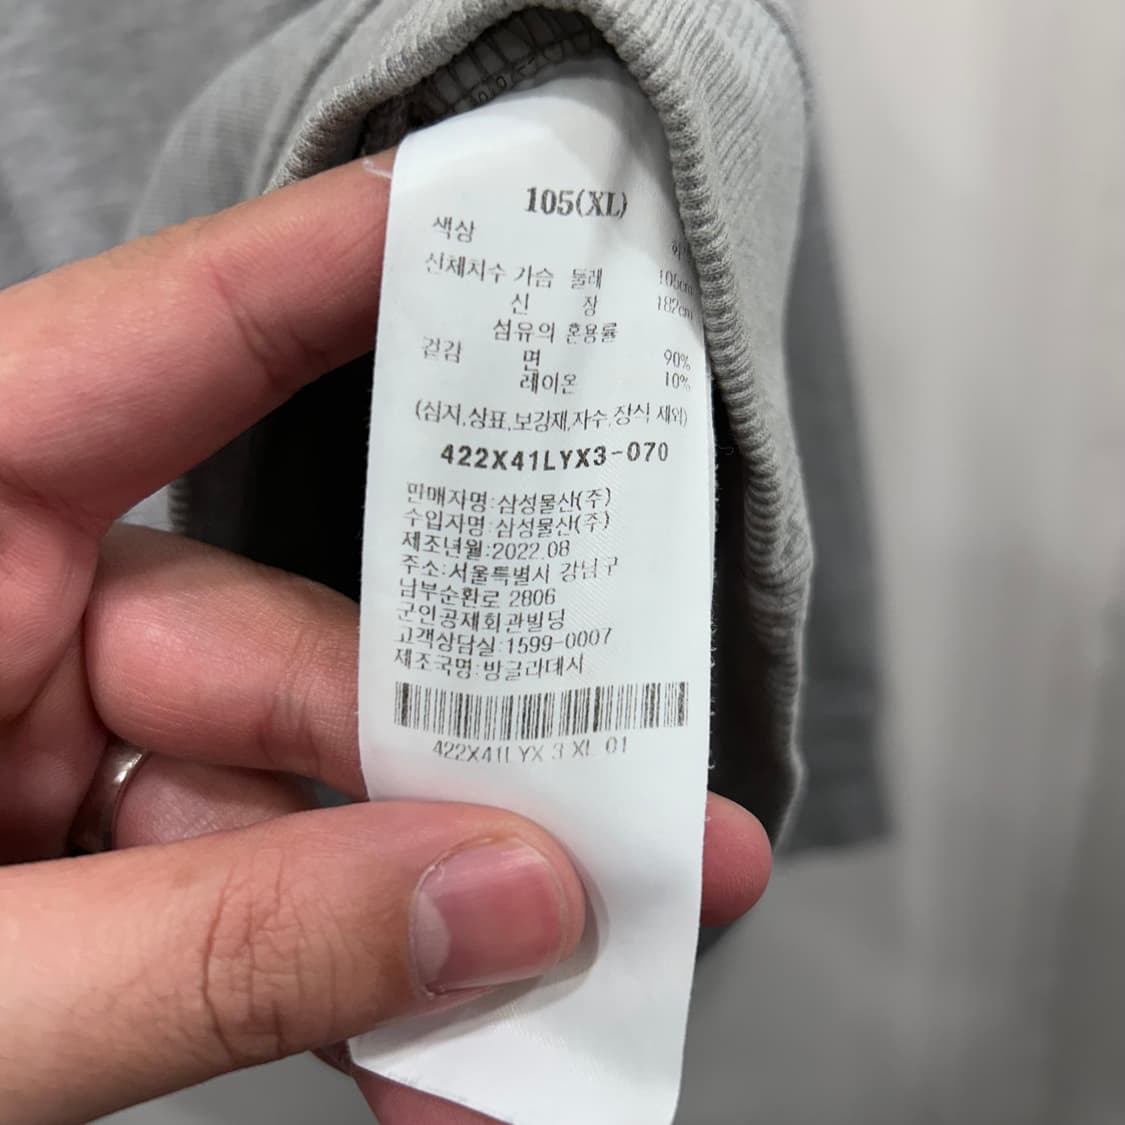 105(XL)
색상
신체치수 가슴 둘레 105cm
신 장 182cm
섬유의 혼용률
겉감 면 90%
레이온 10%
(심지,상표,보강재,자수,장식 제외)
422X41LYX3-070
판매자명:삼성물산(주)
수입자명:삼성물산(주)
제조년월:2022.08
주소:서울특별시 강남구
남부순환로 2806
군인공제회관빌딩
고객상담실:1599-0007
제조국명:방글라데시
422X41LYX 3 XL 01